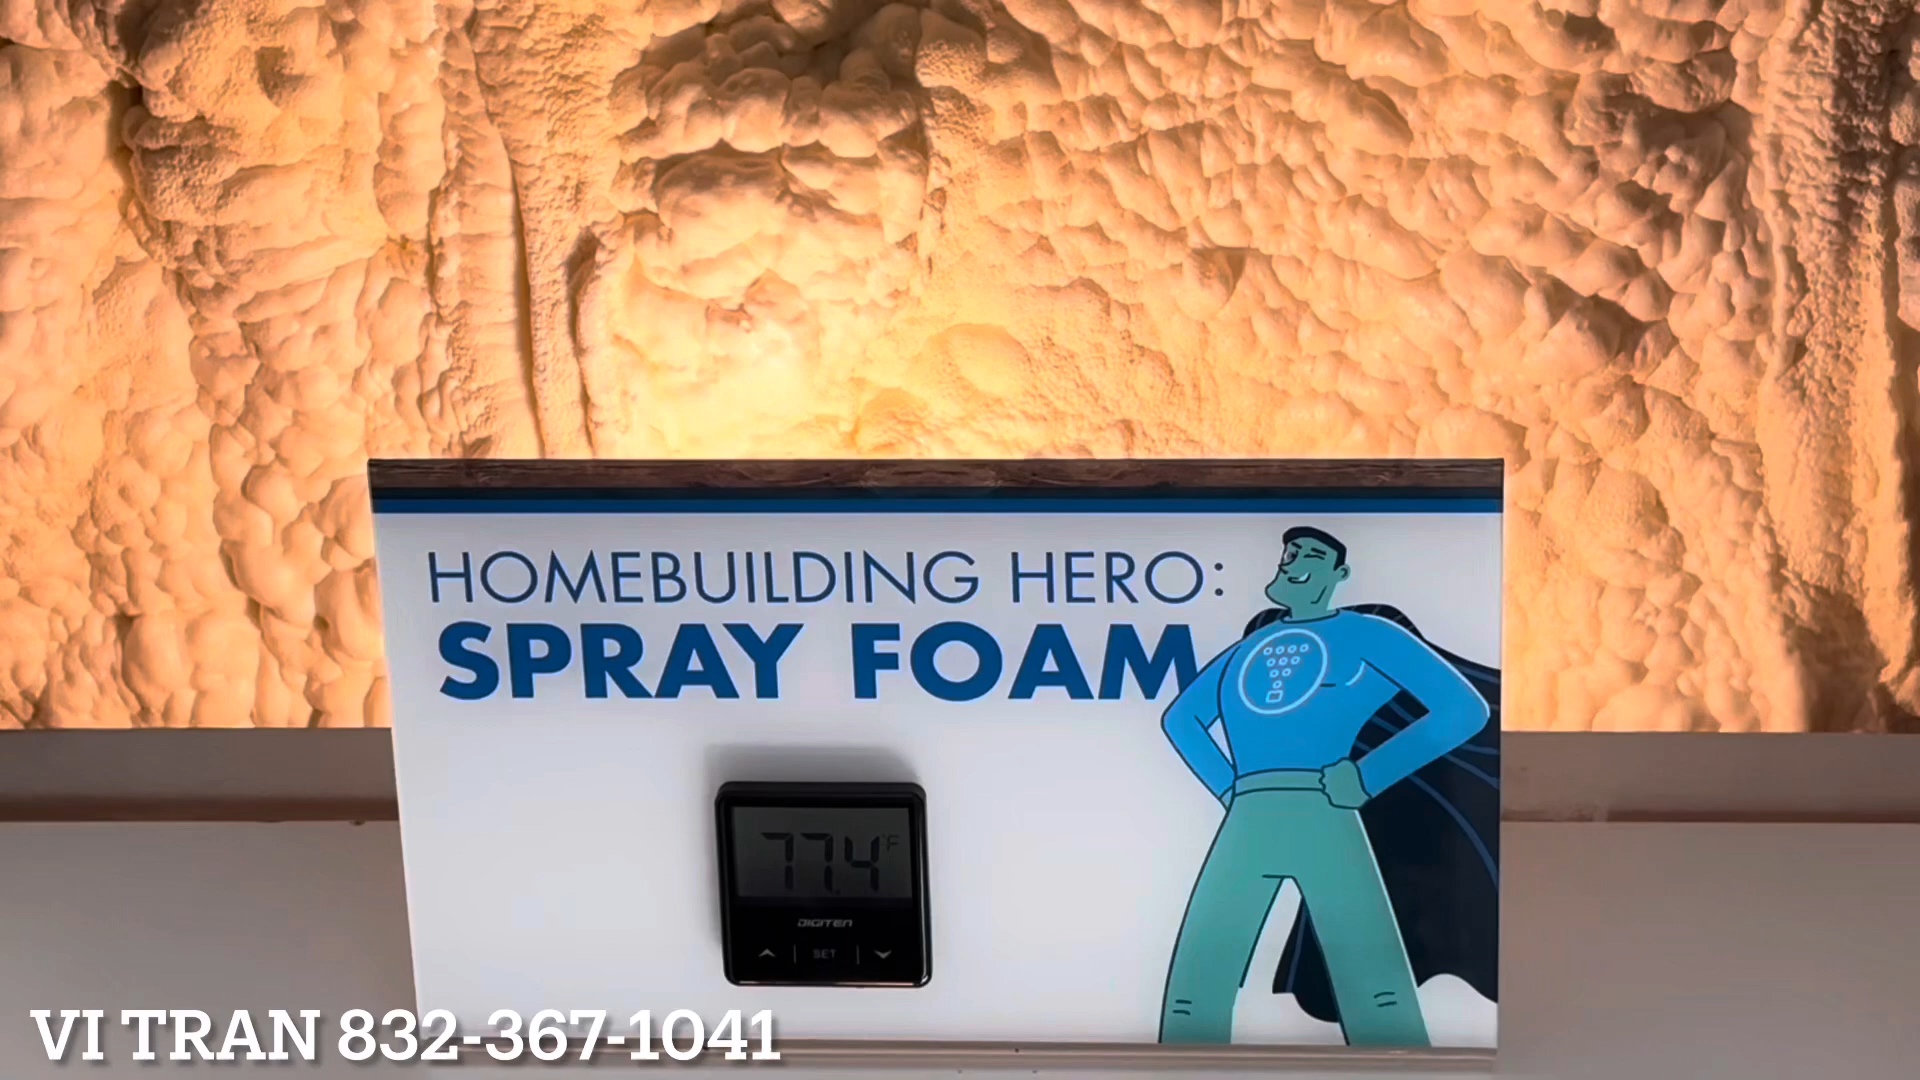 HOMEBUILDING HERO:
SPRAY FOAM
77.4°F
DIGITEN
SET
VI TRAN 832-367-1041